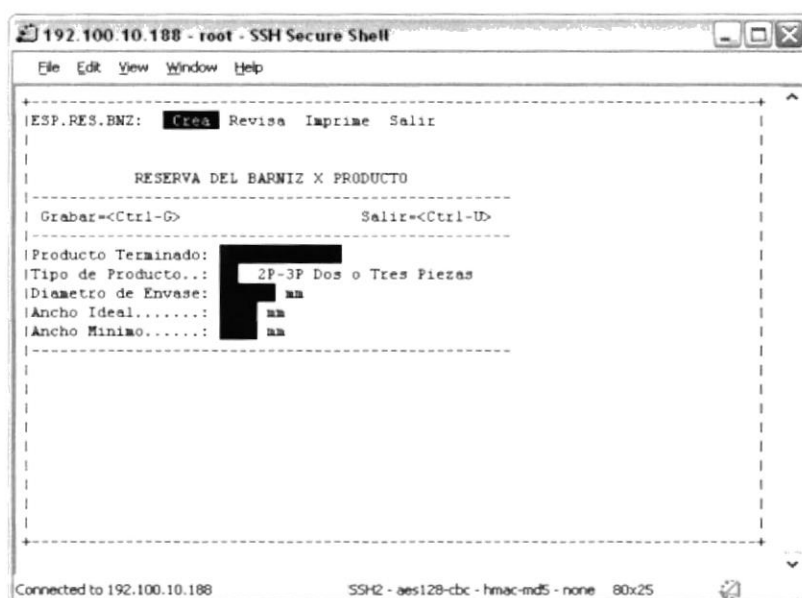 192.100.10.188 - root - SSH Secure Shell
File Edit View Window Help
ESP.RES.BNZ: Crea Revisa Imprime Salir
RESERVA DEL BARNIZ X PRODUCTO
Grabar=<Ctrl-G> Salir=<Ctrl-U>
Producto Terminado:
Tipo de Producto..: 2P-3P Dos o Tres Piezas
Diametro de Envase: mm
Ancho Ideal.......: mm
Ancho Minimo......: mm
Connected to 192.100.10.188 SSH2 - aes128-cbc - hmac-md5 - none 80x25